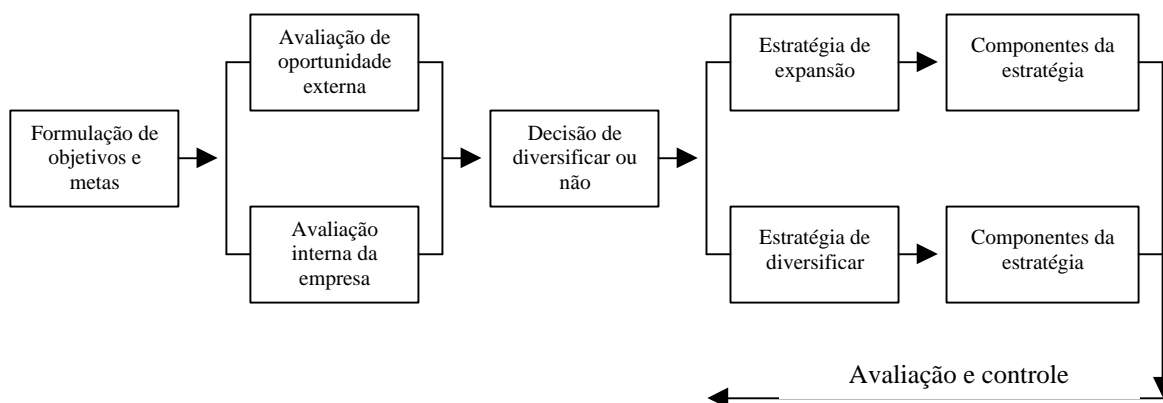 Formulação de
objetivos e
metas
Avaliação de
oportunidade
externa
Avaliação
interna da
empresa
Decisão de
diversificar ou
não
Estratégia de
expansão
Componentes da
estratégia
Estratégia de
diversificar
Componentes da
estratégia
Avaliação e controle